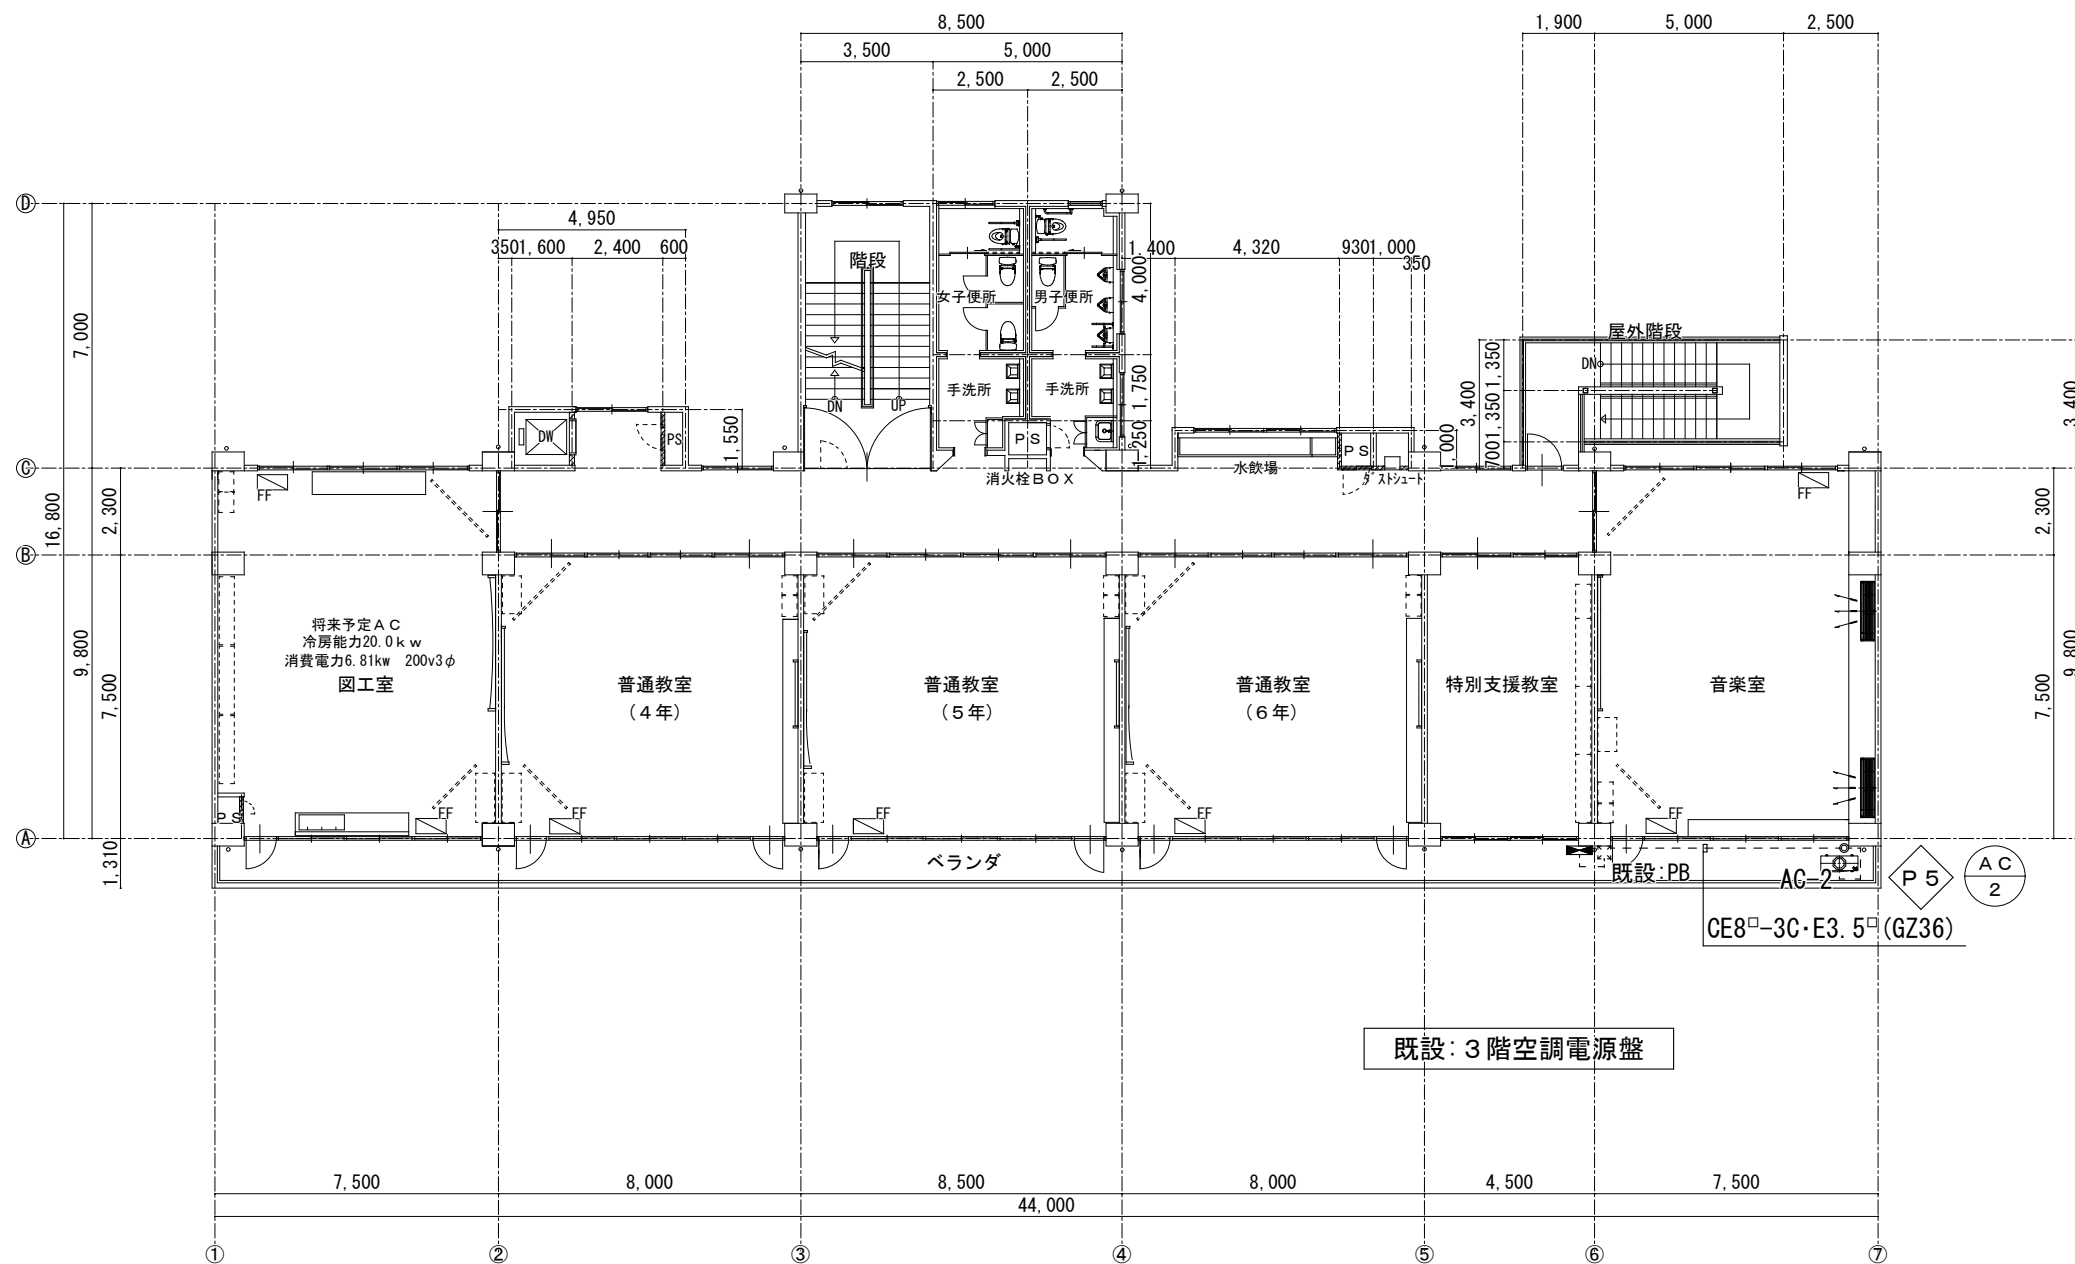 8,500
1,900
5,000
2,500
3,500
5,000
2,500
2,500
D
4,950
350
1,600
2,400
600
階段
1,400
4,320
930
1,000
350
7,000
女子便所
男子便所
4,000
屋外階段
DN
手洗所
手洗所
1,750
1,350
1,350
700
3,400
3,400
DN
UP
DW
PS
1,550
PS
1,250
水飲場
PS
1,000
C
消火栓BOX
ダストシュート
FF
FF
16,800
2,300
2,300
B
将来予定AC
冷房能力20.0kw
消費電力6.81kw 200v3φ
図工室
普通教室
(4年)
普通教室
(5年)
普通教室
(6年)
特別支援教室
音楽室
9,800
7,500
7,500
9,800
PS
FF
FF
FF
FF
FF
A
1,310
ベランダ
既設:PB
AC-2
P5
AC
2
CE8□-3C・E3.5□(GZ36)
既設:3階空調電源盤
7,500
8,000
8,500
8,000
4,500
7,500
44,000
①
②
③
④
⑤
⑥
⑦